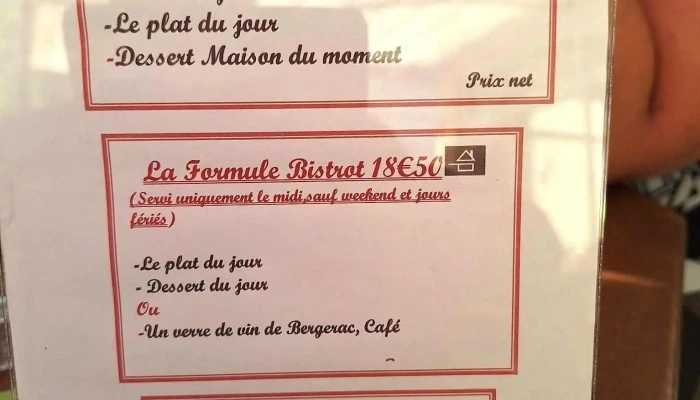 -Le plat du jour
-Dessert Maison du moment
Prix net
La Formule Bistrot 18€50
(Servi uniquement le midi,sauf weekend et jours
fériés)
-Le plat du jour
- Dessert du jour
Ou
-Un verre de vin de Bergerac, Café
Prix net